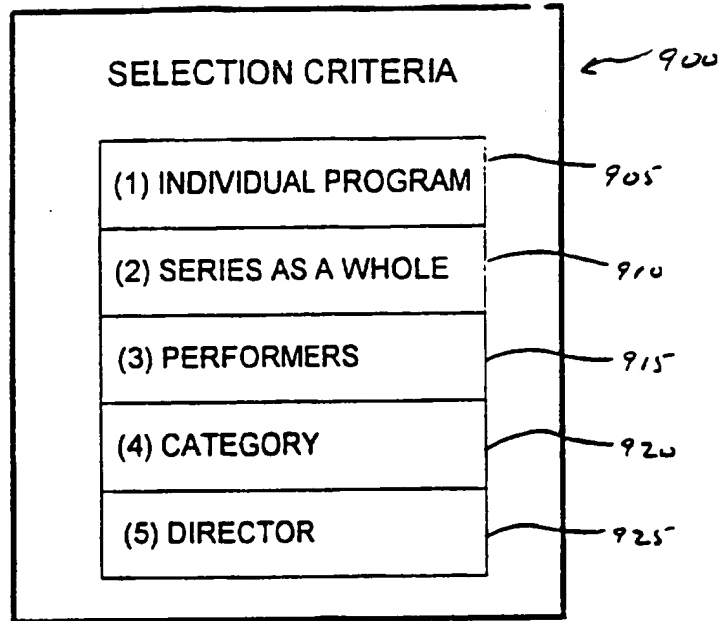 SELECTION CRITERIA
900
(1) INDIVIDUAL PROGRAM
905
(2) SERIES AS A WHOLE
910
(3) PERFORMERS
915
(4) CATEGORY
920
(5) DIRECTOR
925